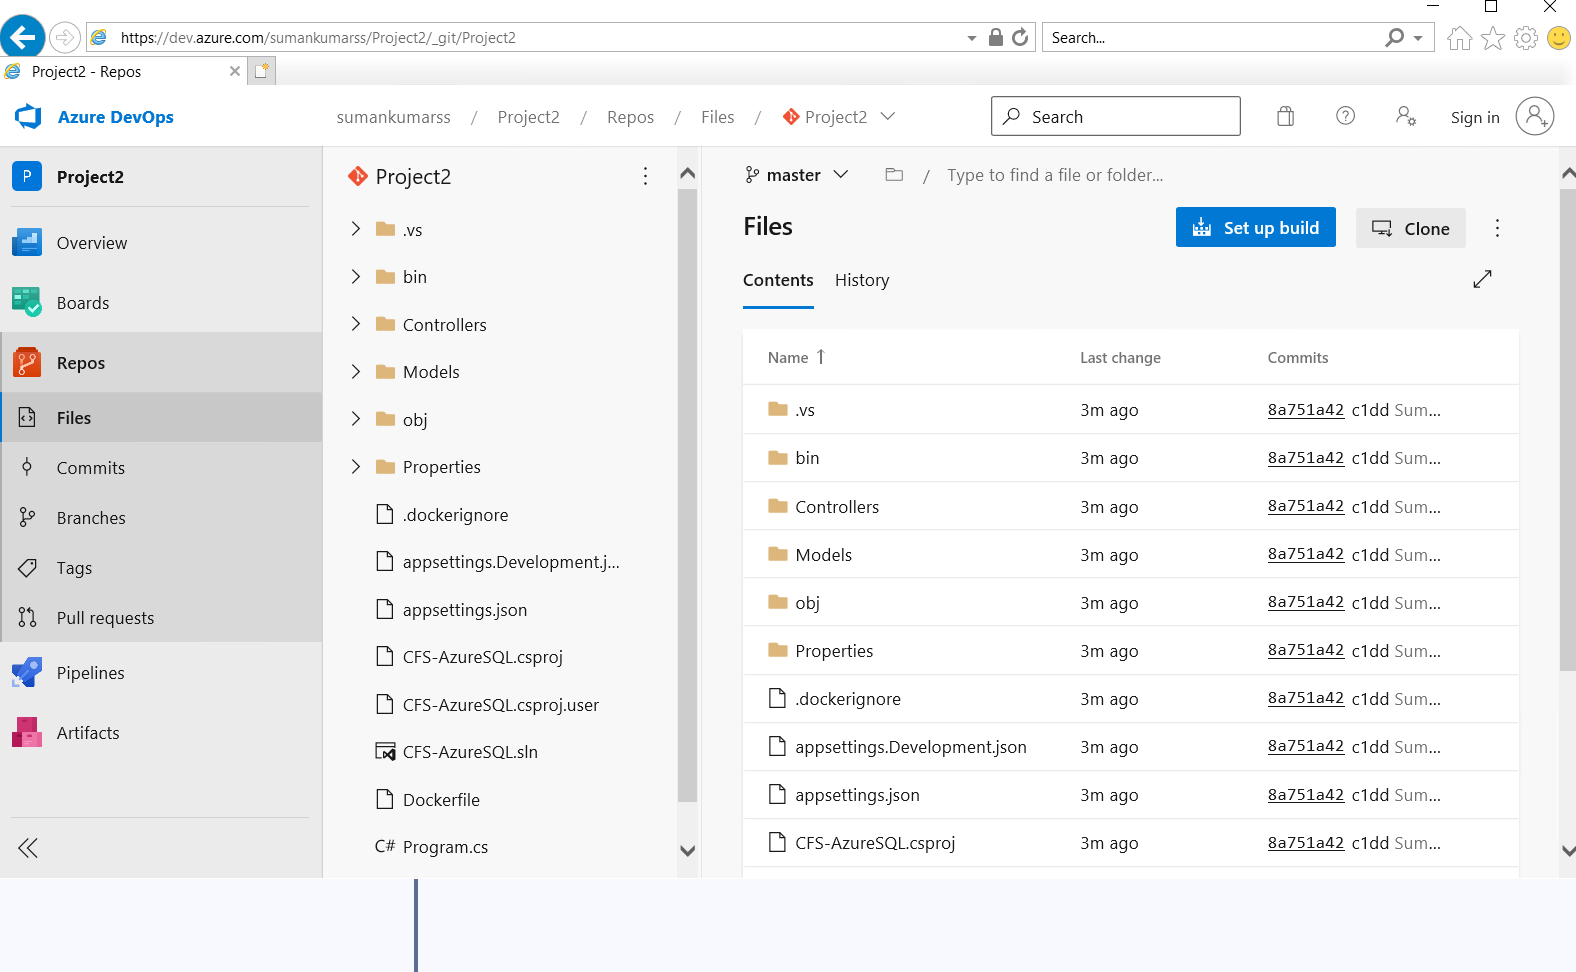 https://dev.azure.com/sumankumarss/Project2/_git/Project2
Search...
Project2 - Repos
Azure DevOps
sumankumarss / Project2 / Repos / Files / Project2
Search
Sign in
P Project2
Overview
Boards
Repos
Files
Commits
Branches
Tags
Pull requests
Pipelines
Artifacts
Project2
.vs
bin
Controllers
Models
obj
Properties
.dockerignore
appsettings.Development.j...
appsettings.json
CFS-AzureSQL.csproj
CFS-AzureSQL.csproj.user
CFS-AzureSQL.sln
Dockerfile
C# Program.cs
master / Type to find a file or folder...
Files
Set up build
Clone
Contents History
Name ↑ Last change Commits
.vs 3m ago 8a751a42 c1dd Sum...
bin 3m ago 8a751a42 c1dd Sum...
Controllers 3m ago 8a751a42 c1dd Sum...
Models 3m ago 8a751a42 c1dd Sum...
obj 3m ago 8a751a42 c1dd Sum...
Properties 3m ago 8a751a42 c1dd Sum...
.dockerignore 3m ago 8a751a42 c1dd Sum...
appsettings.Development.json 3m ago 8a751a42 c1dd Sum...
appsettings.json 3m ago 8a751a42 c1dd Sum...
CFS-AzureSQL.csproj 3m ago 8a751a42 c1dd Sum...